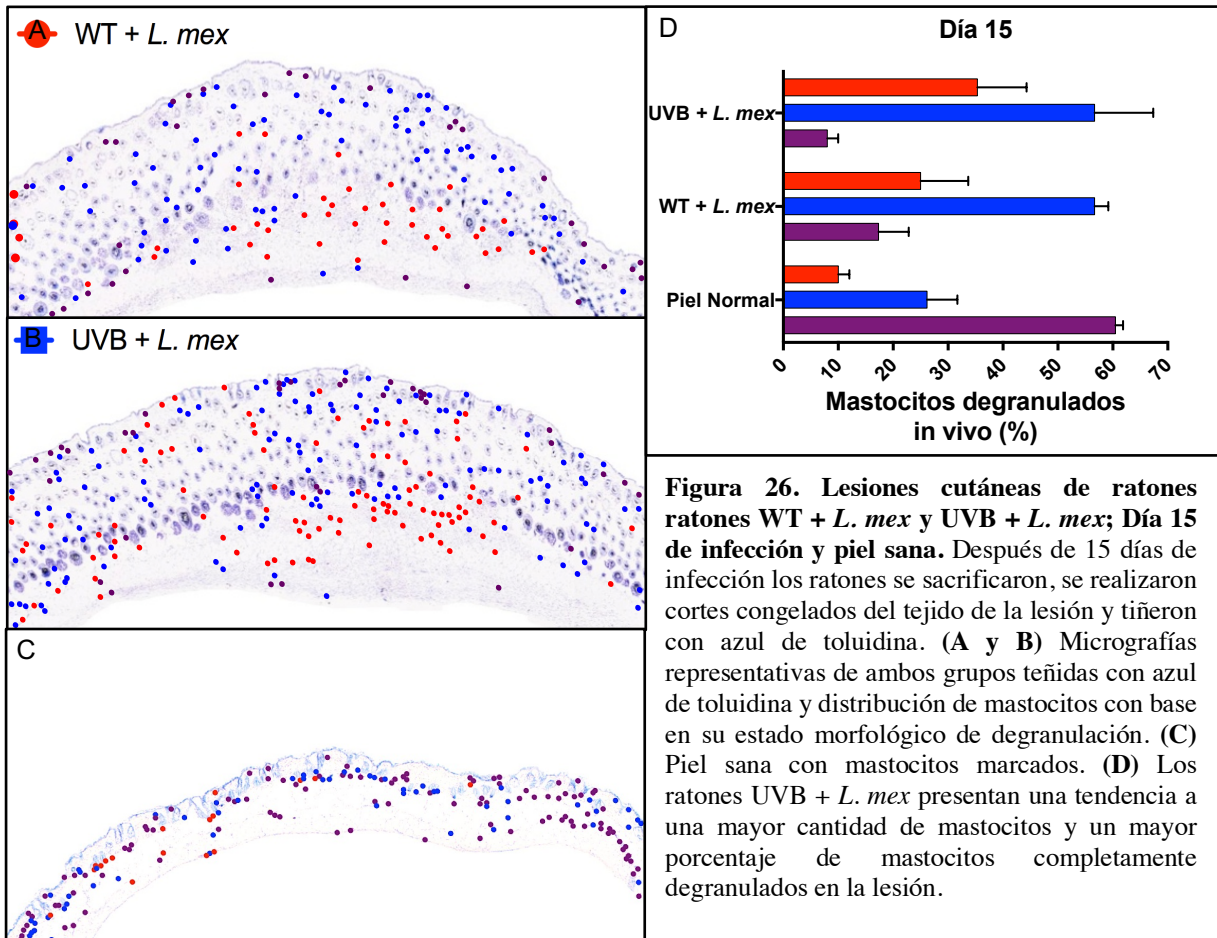 A WT + L. mex
B UVB + L. mex
C
D
Día 15
UVB + L. mex
WT + L. mex
Piel Normal
0 10 20 30 40 50 60 70
Mastocitos degranulados
in vivo (%)
Figura 26. Lesiones cutáneas de ratones
ratones WT + L. mex y UVB + L. mex; Día 15
de infección y piel sana. Después de 15 días de
infección los ratones se sacrificaron, se realizaron
cortes congelados del tejido de la lesión y tiñeron
con azul de toluidina. (A y B) Micrografías
representativas de ambos grupos teñidas con azul
de toluidina y distribución de mastocitos con base
en su estado morfológico de degranulación. (C)
Piel sana con mastocitos marcados. (D) Los
ratones UVB + L. mex presentan una tendencia a
una mayor cantidad de mastocitos y un mayor
porcentaje de mastocitos completamente
degranulados en la lesión.